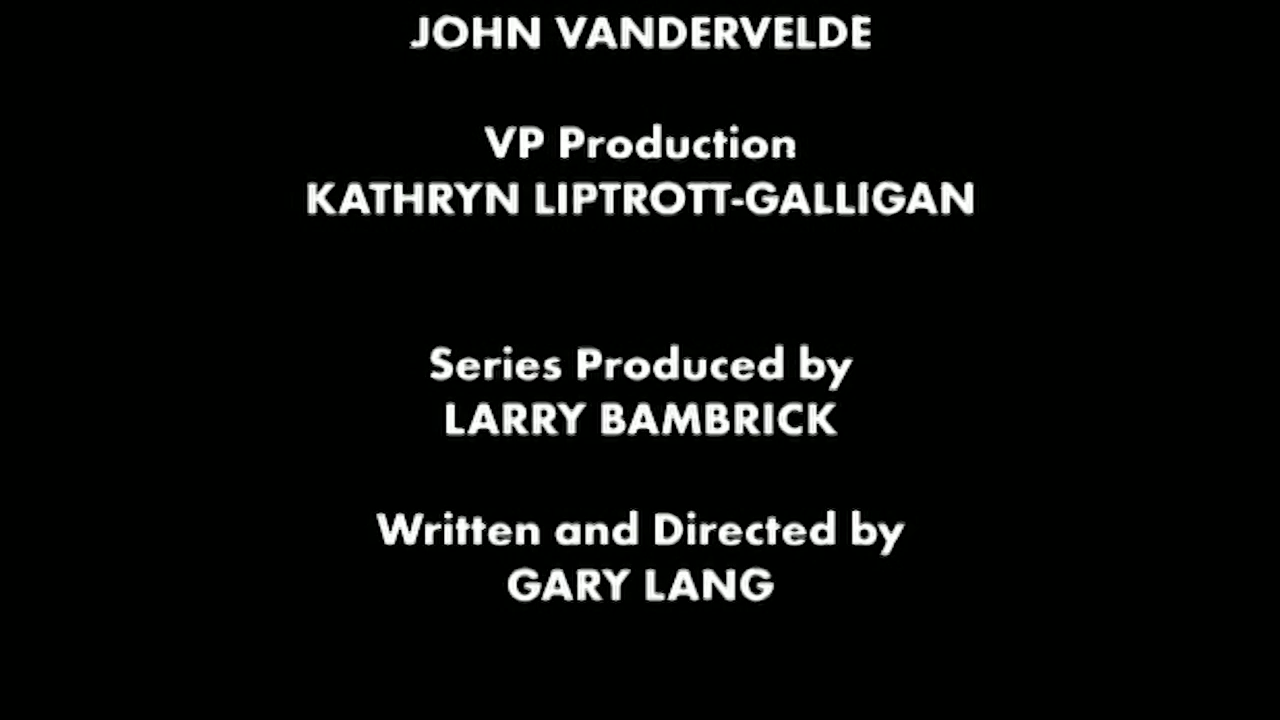 JOHN VANDERVELDE
VP Production
KATHRYN LIPTROTT-GALLIGAN
Series Produced by
LARRY BAMBRICK
Written and Directed by
GARY LANG